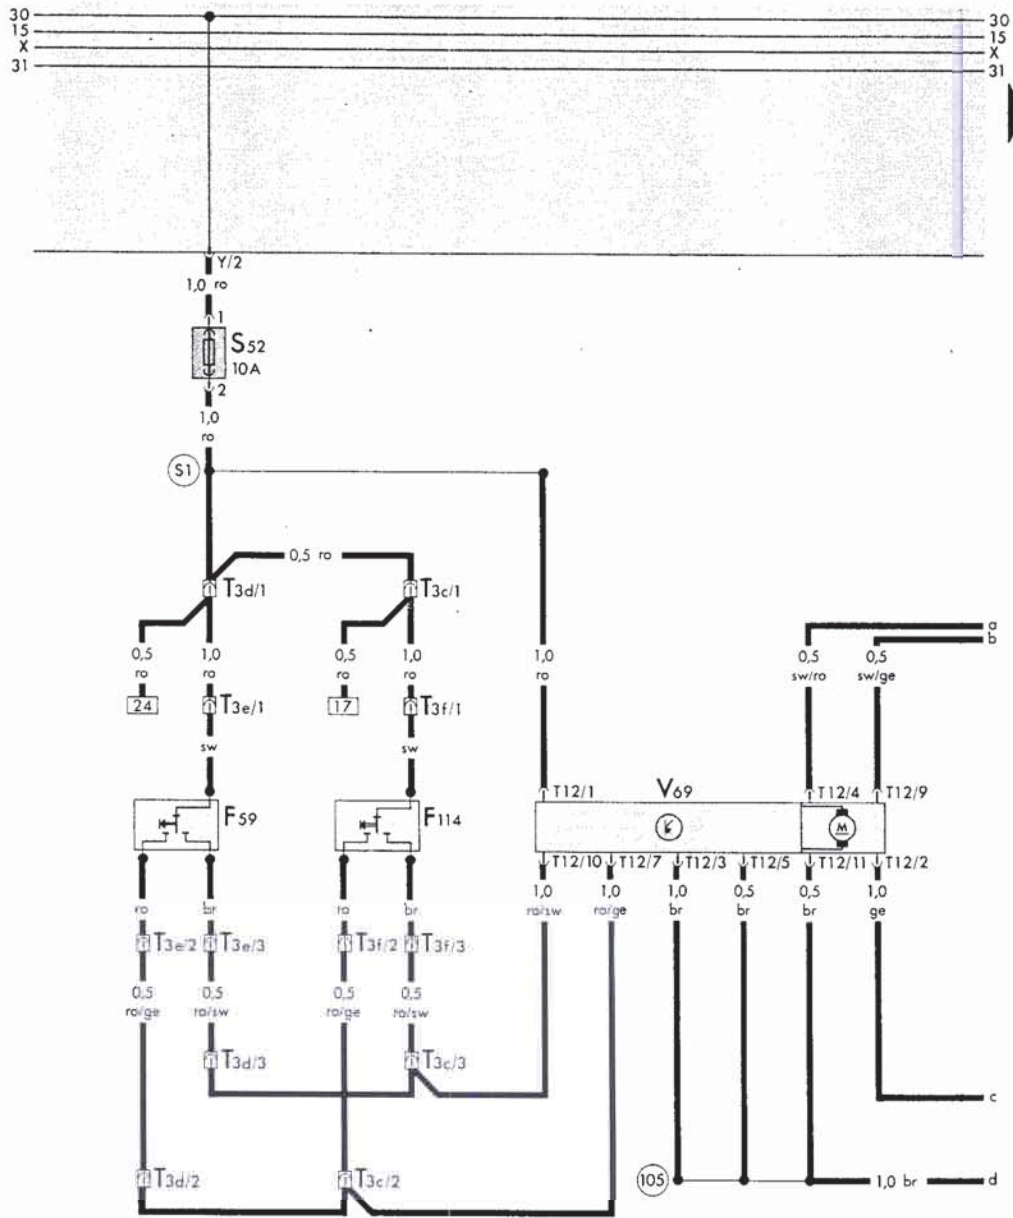 30 30
15 15
X X
31 31
Y/2
1,0 ro
1
S52
10A
2
1,0
ro
S1
0,5 ro
T3d/1 T3c/1
a
b
0,5 1,0 0,5 1,0 1,0 0,5 0,5
ro ro ro ro ro sw/ro sw/ge
24 T3e/1 17 T3f/1
sw sw
T12/1 V69 T12/4 T12/9
F59 F114
M
T12/10 T12/7 T12/3 T12/5 T12/11 T12/2
1,0 1,0 1,0 0,5 0,5 1,0
ro br ro br ro/sw ro/ge br br br ge
T3e/2 T3e/3 T3f/2 T3f/3
0,5 0,5 0,5 0,5
ro/ge ro/sw ro/ge ro/sw
T3d/3 T3c/3
c
T3d/2 T3c/2 105 1,0 br d